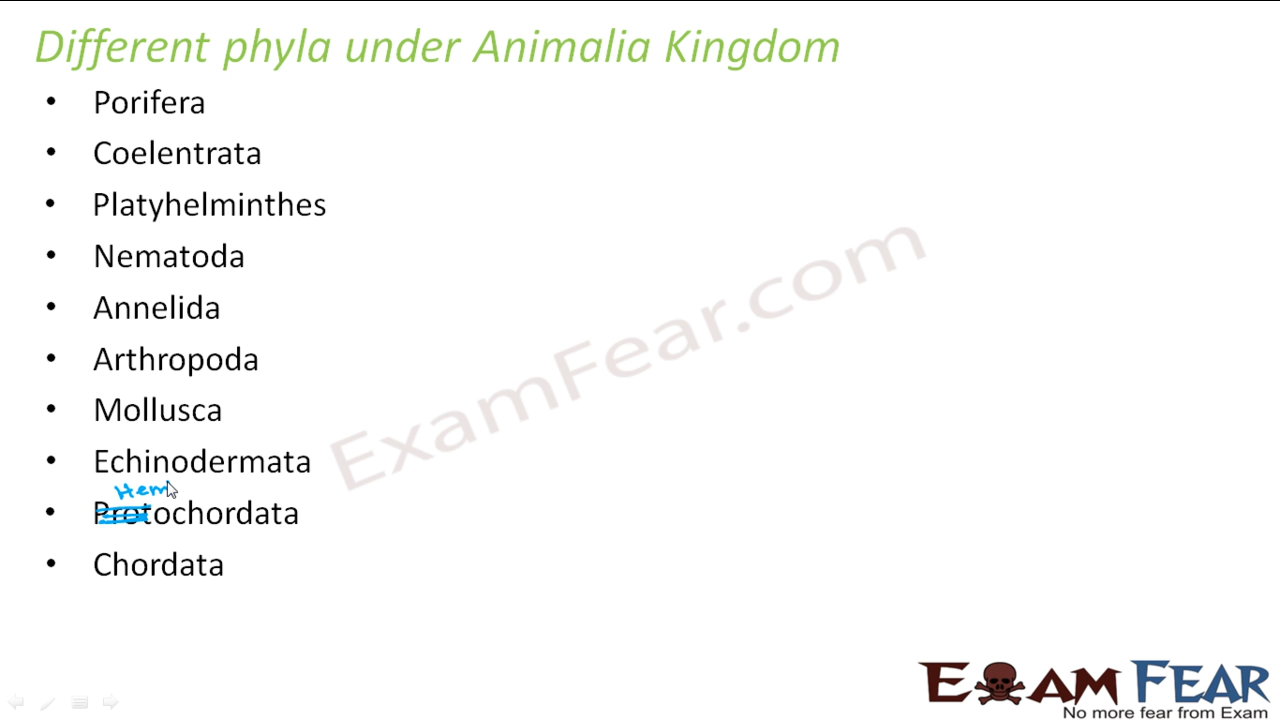 Different phyla under Animalia Kingdom
• Porifera
• Coelentrata
• Platyhelminthes
• Nematoda
• Annelida
• Arthropoda
• Mollusca
• Echinodermata
Hem
• Protochordata
• Chordata
ExamFear.com
EXAM FEAR
No more fear from Exam